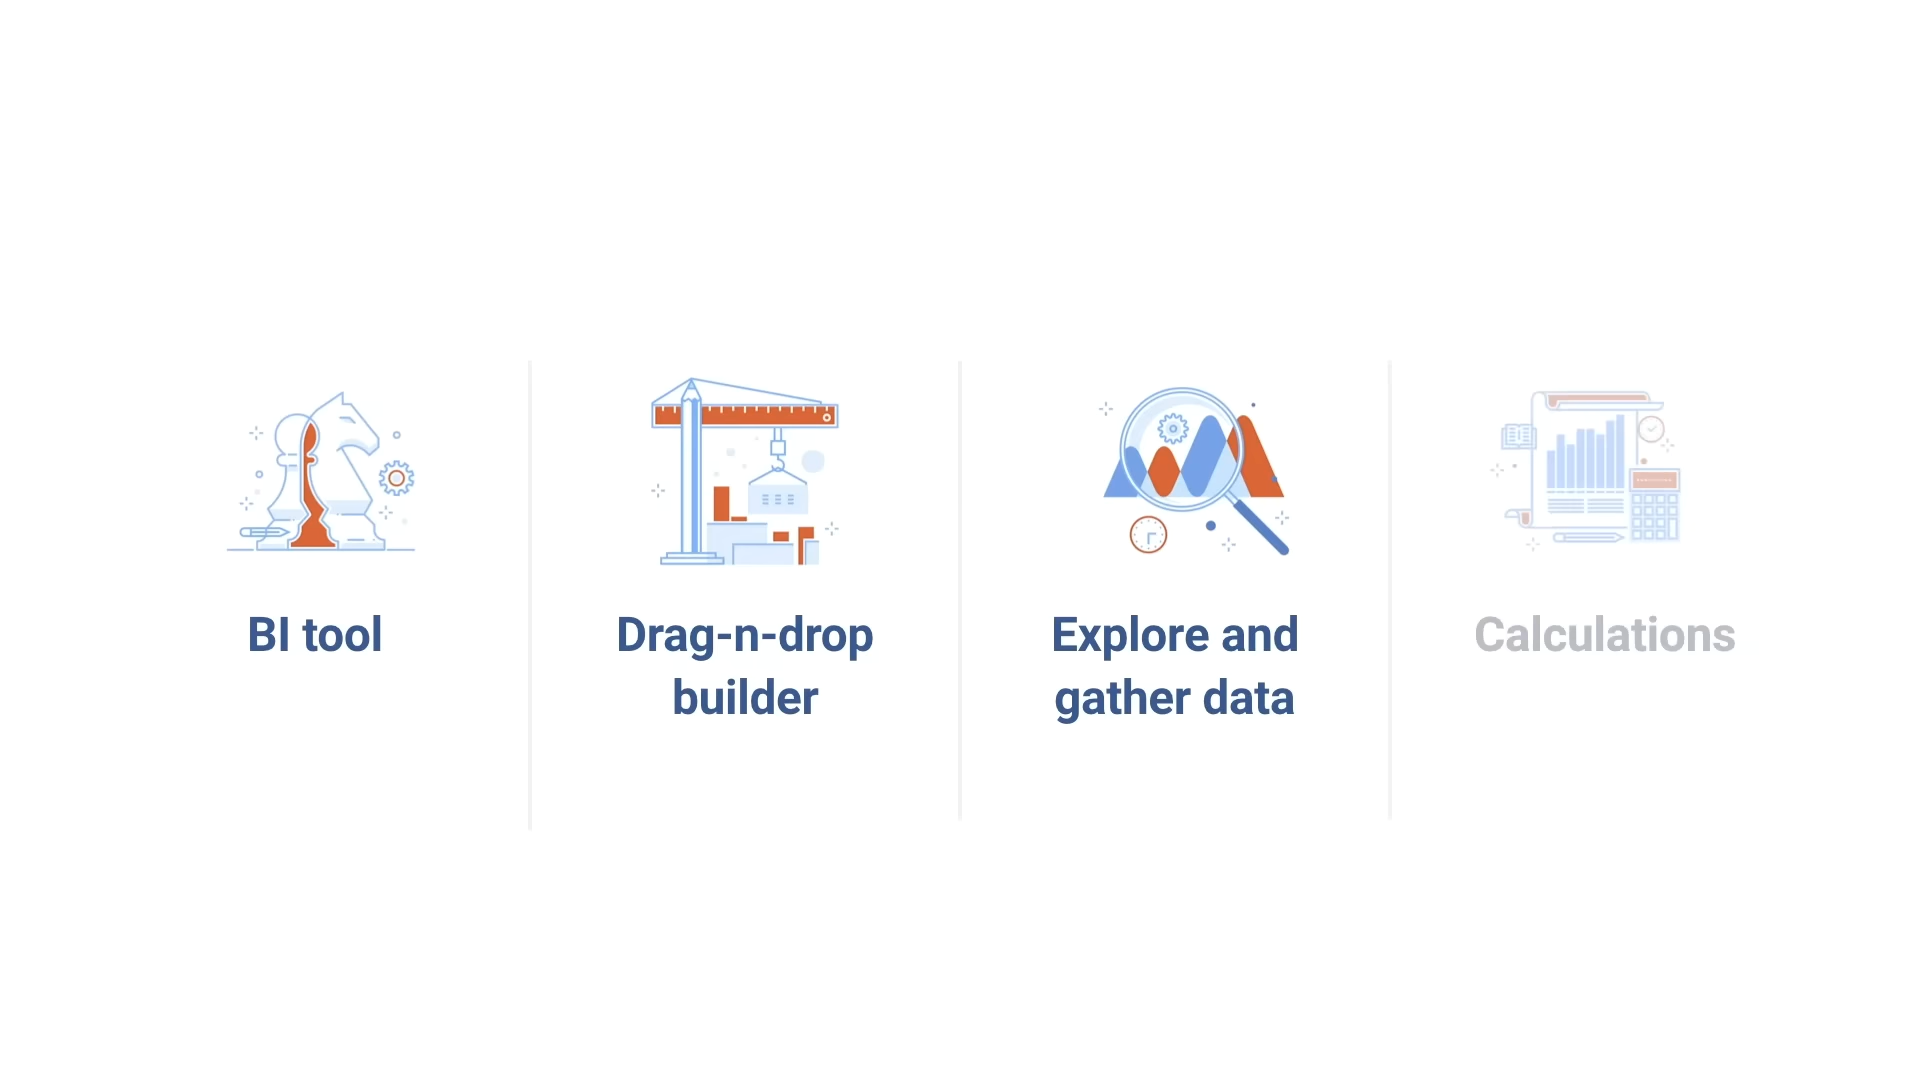 BI tool
Drag-n-drop
builder
Explore and
gather data
Calculations